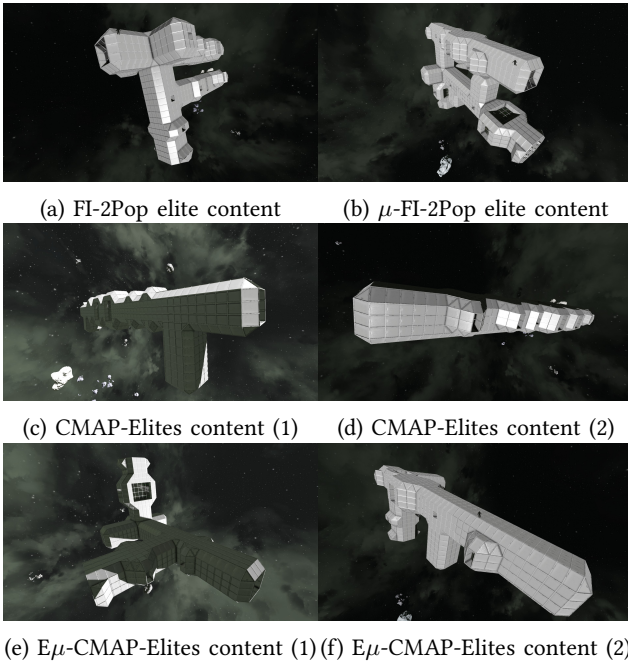 (a) FI-2Pop elite content
(b) μ-FI-2Pop elite content
(c) CMAP-Elites content (1)
(d) CMAP-Elites content (2)
(e) Eμ-CMAP-Elites content (1)
(f) Eμ-CMAP-Elites content (2)